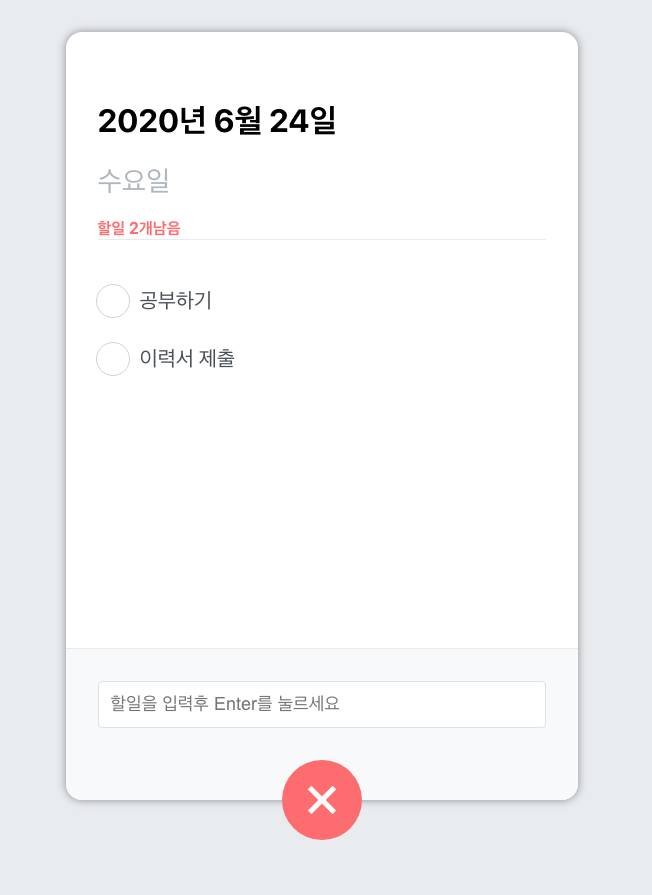 2020년 6월 24일
수요일
할일 2개남음
공부하기
이력서 제출
할일을 입력후 Enter를 눌르세요